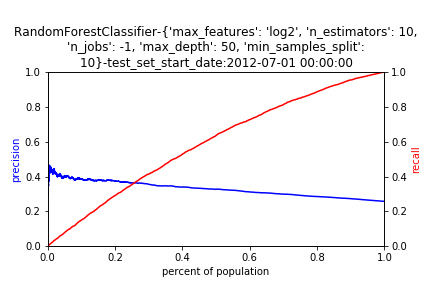 RandomForestClassifier-{'max_features': 'log2', 'n_estimators': 10,
'n_jobs': -1, 'max_depth': 50, 'min_samples_split':
10}-test_set_start_date:2012-07-01 00:00:00
1.0
0.8
0.6
0.4
0.2
0.0
precision
1.0
0.8
0.6
0.4
0.2
0.0
recall
0.0 0.2 0.4 0.6 0.8 1.0
percent of population